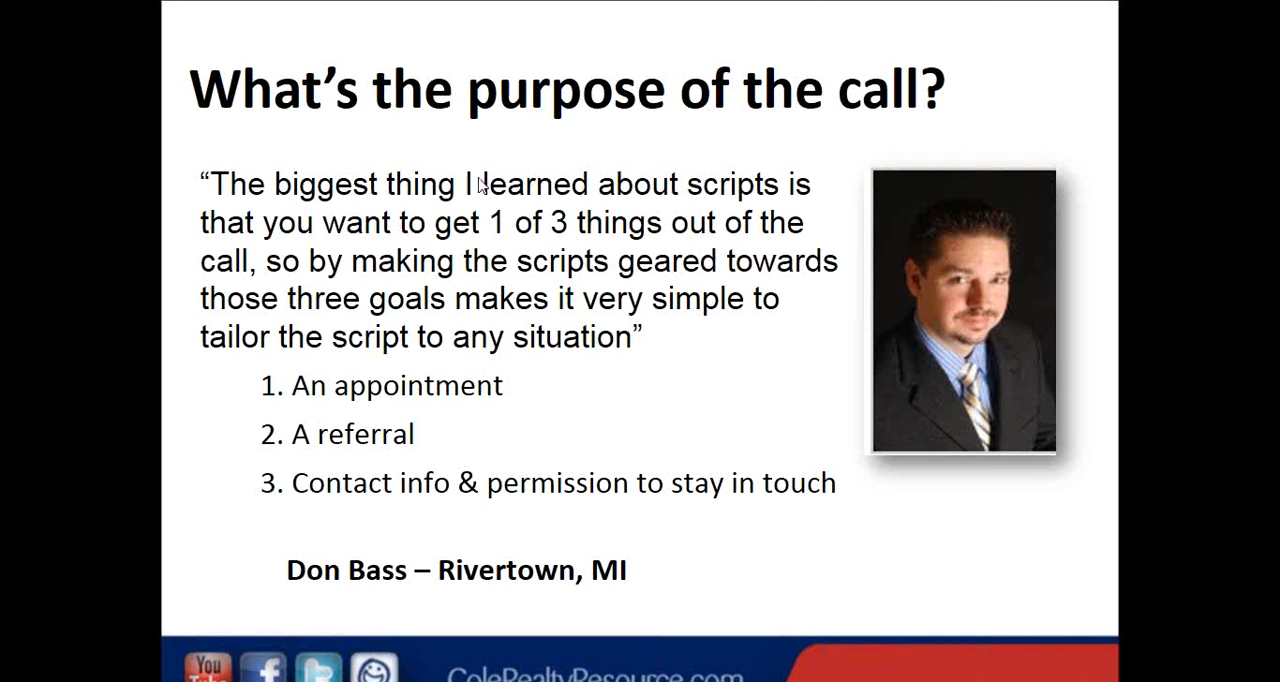 What’s the purpose of the call?
“The biggest thing I learned about scripts is
that you want to get 1 of 3 things out of the
call, so by making the scripts geared towards
those three goals makes it very simple to
tailor the script to any situation”
1. An appointment
2. A referral
3. Contact info & permission to stay in touch
Don Bass – Rivertown, MI
You
ColeRealtyResource.com